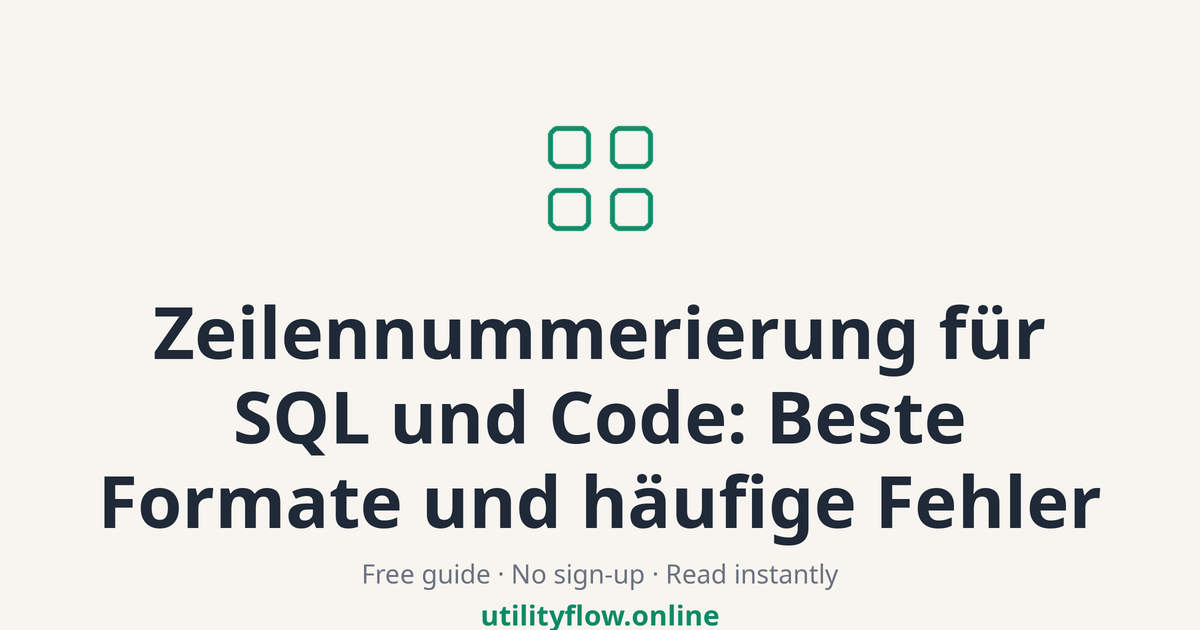 Zeilennummerierung für
SQL und Code: Beste
Formate und häufige Fehler
Free guide · No sign-up · Read instantly
utilityflow.online